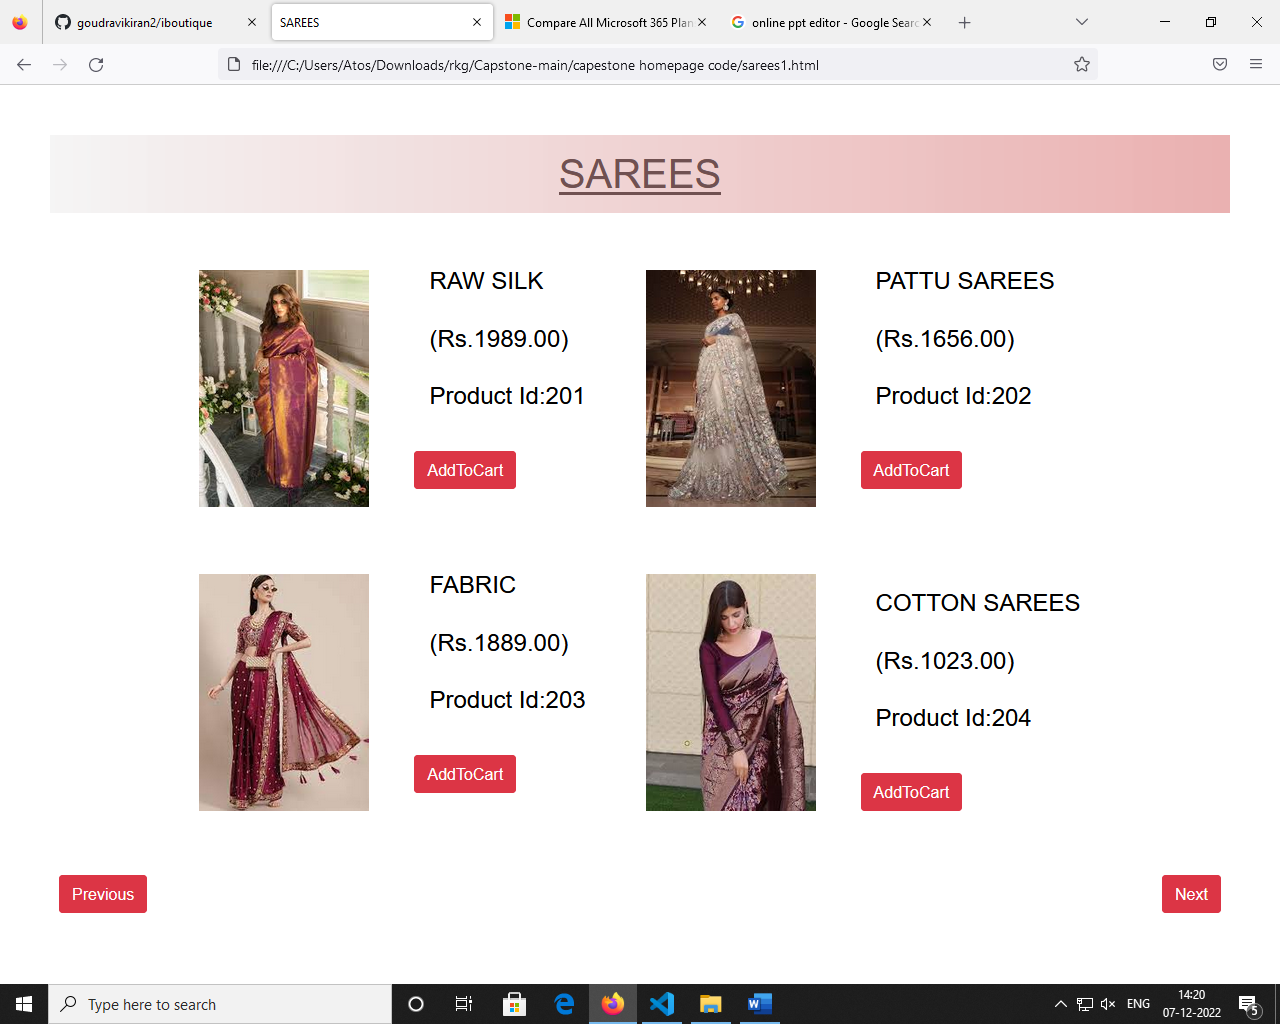 goudravikiran2/iboutique
SAREES
Compare All Microsoft 365 Plan
online ppt editor - Google Searc
file:///C:/Users/Atos/Downloads/rkg/Capstone-main/capestone homepage code/sarees1.html
SAREES
RAW SILK
(Rs.1989.00)
Product Id:201
AddToCart
PATTU SAREES
(Rs.1656.00)
Product Id:202
AddToCart
FABRIC
(Rs.1889.00)
Product Id:203
AddToCart
COTTON SAREES
(Rs.1023.00)
Product Id:204
AddToCart
Previous
Next
Type here to search
ENG
14:20
07-12-2022
5